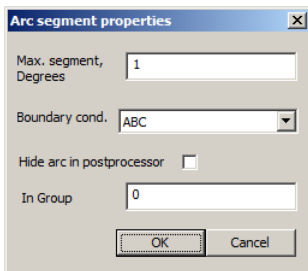 Arc segment properties
Max. segment,
Degrees
1
Boundary cond.
ABC
Hide arc in postprocessor
In Group
0
OK
Cancel